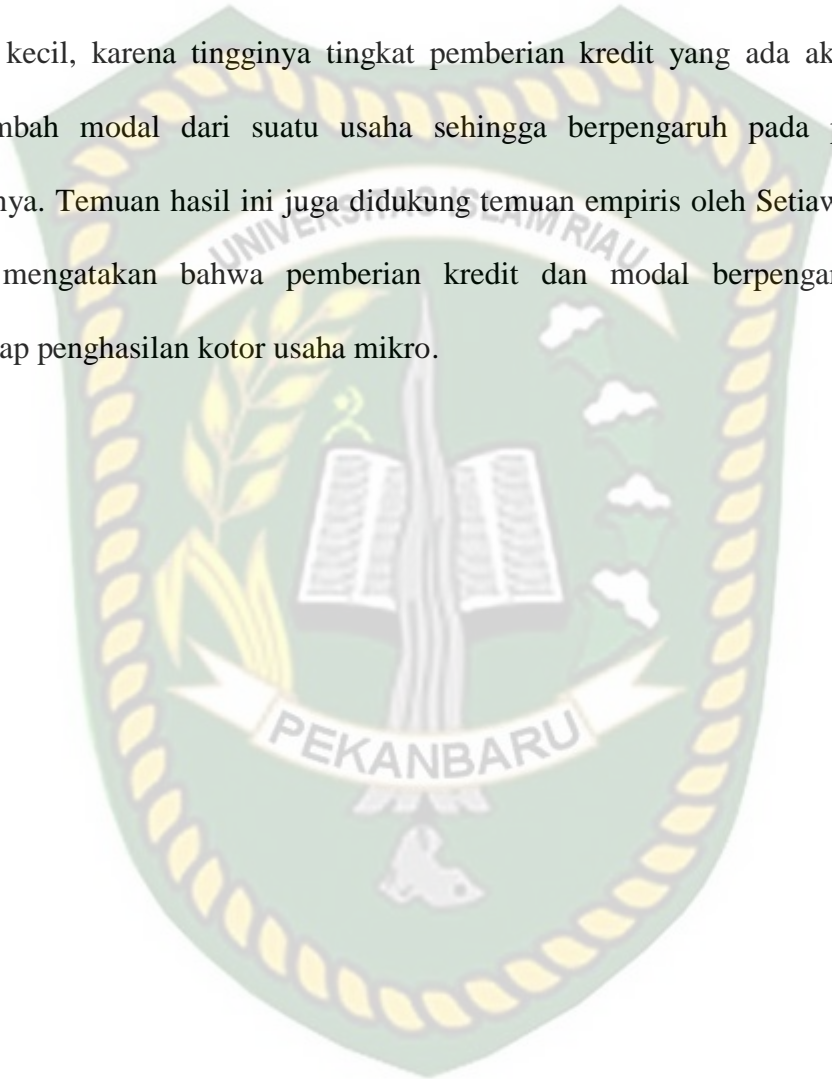 kecil, karena tingginya tingkat pemberian kredit yang ada ak
mbah modal dari suatu usaha sehingga berpengaruh pada
nya. Temuan hasil ini juga didukung temuan empiris oleh Setiaw
mengatakan bahwa pemberian kredit dan modal berpengar
ap penghasilan kotor usaha mikro.
UNIVERSITAS ISLAM RIAU
PEKANBARU